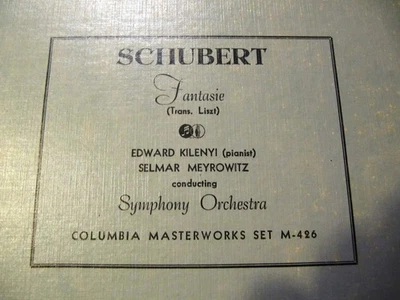 SCHUBERT
Fantasie
(Trans. Liszt)
EDWARD KILENYI (pianist)
SELMAR MEYROWITZ
conducting
Symphony Orchestra
COLUMBIA MASTERWORKS SET M-426